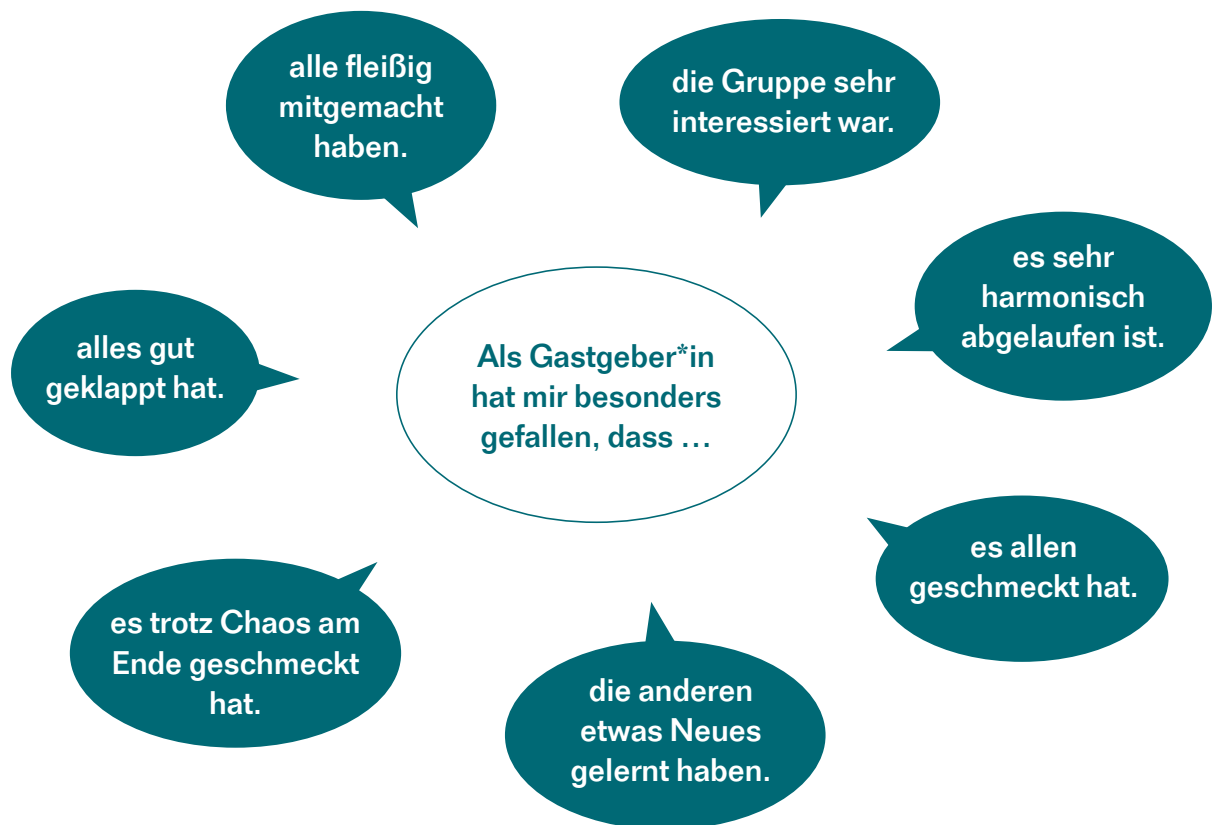 alle fleißig
mitgemacht
haben.
die Gruppe sehr
interessiert war.
es sehr
harmonisch
abgelaufen ist.
alles gut
geklappt hat.
Als Gastgeber*in
hat mir besonders
gefallen, dass …
es allen
geschmeckt hat.
es trotz Chaos am
Ende geschmeckt
hat.
die anderen
etwas Neues
gelernt haben.